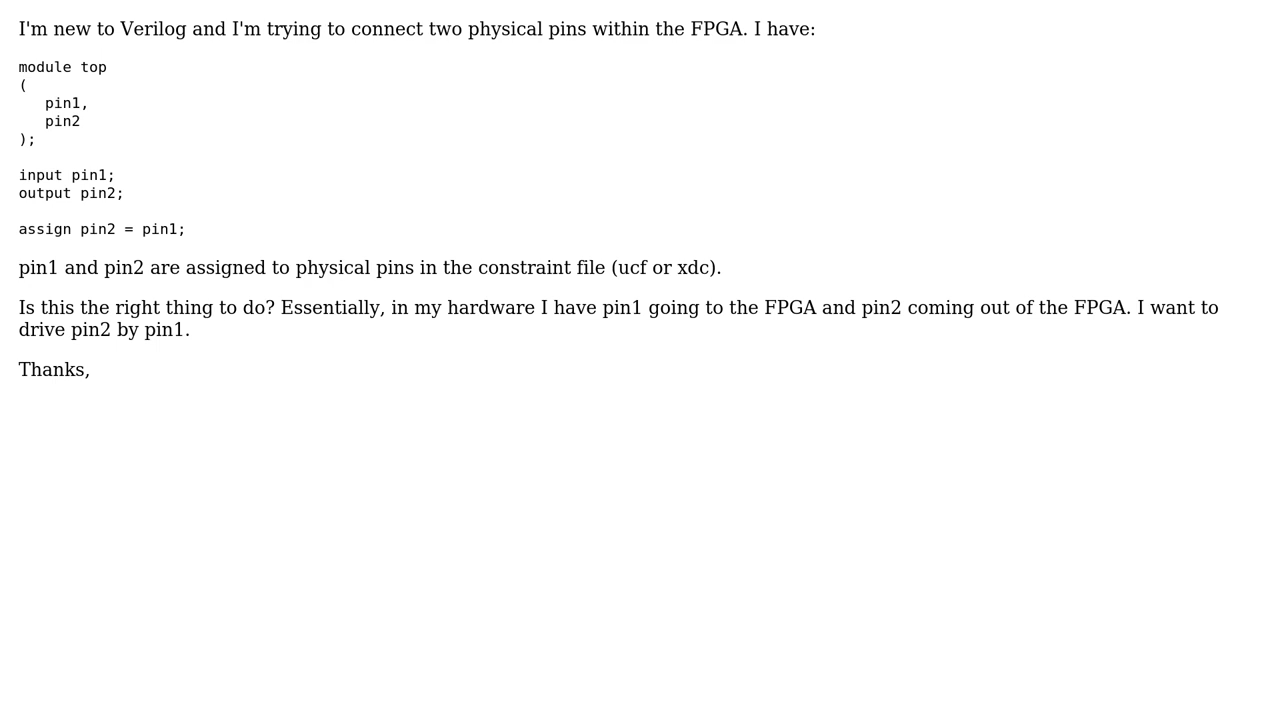 I'm new to Verilog and I'm trying to connect two physical pins within the FPGA. I have:
module top
(
   pin1,
   pin2
);
input pin1;
output pin2;
assign pin2 = pin1;
pin1 and pin2 are assigned to physical pins in the constraint file (ucf or xdc).
Is this the right thing to do? Essentially, in my hardware I have pin1 going to the FPGA and pin2 coming out of the FPGA. I want to
drive pin2 by pin1.
Thanks,